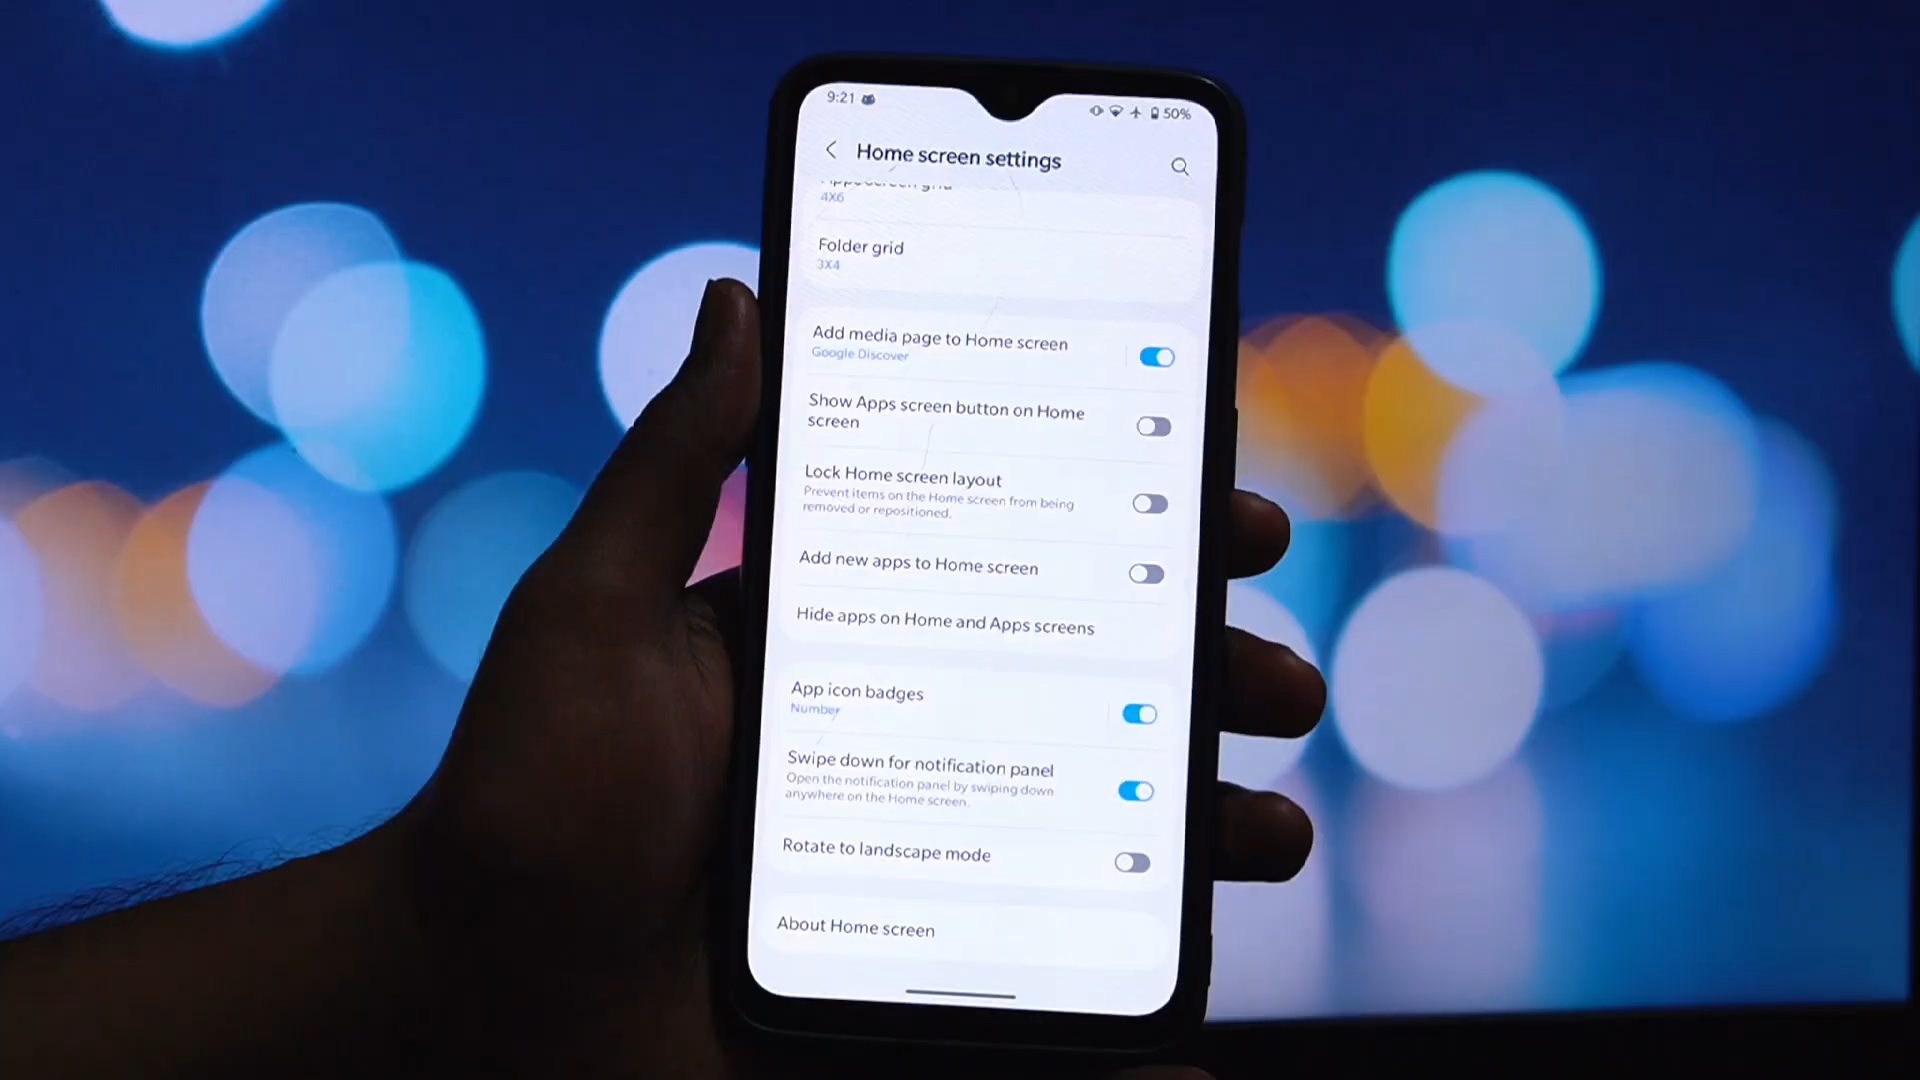 9:21
50%
Home screen settings
4X6
Folder grid
3X4
Add media page to Home screen
Google Discover
Show Apps screen button on Home
screen
Lock Home screen layout
Prevent items on the Home screen from being
removed or repositioned.
Add new apps to Home screen
Hide apps on Home and Apps screens
App icon badges
Number
Swipe down for notification panel
Open the notification panel by swiping down
anywhere on the Home screen.
Rotate to landscape mode
About Home screen